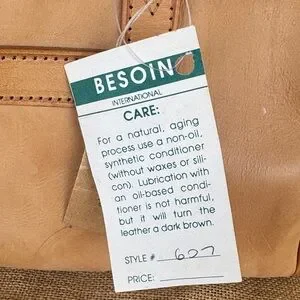 BESOINO
INTERNATIONAL
CARE:
For a natural, aging
process use a non-oil,
synthetic conditioner
(without waxes or sili-
con). Lubrication with
an oil-based condi-
tioner is not harmful,
but it will turn the
leather a dark brown.
STYLE # 607
PRICE: